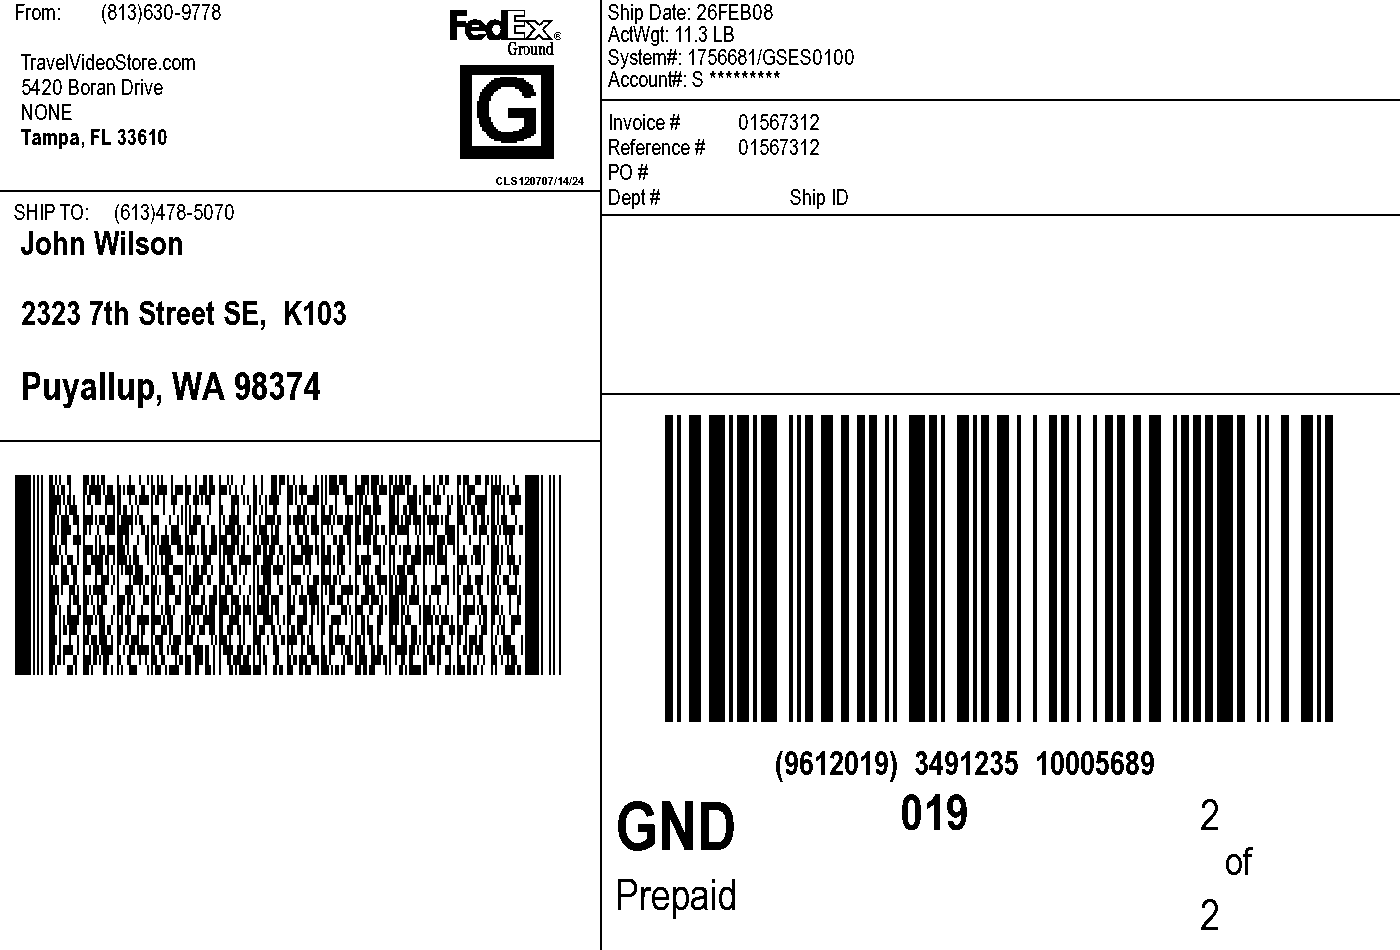 From: (813)630-9778
TravelVideoStore.com
5420 Boran Drive
NONE
Tampa, FL 33610
FedEx®
Ground
G
CLS120707/14/24
Ship Date: 26FEB08
ActWgt: 11.3 LB
System#: 1756681/GSES0100
Account#: S *********
Invoice # 01567312
Reference # 01567312
PO #
Dept # Ship ID
SHIP TO: (613)478-5070
John Wilson
2323 7th Street SE, K103
Puyallup, WA 98374
(9612019) 3491235 10005689
GND 019 2
of
Prepaid 2